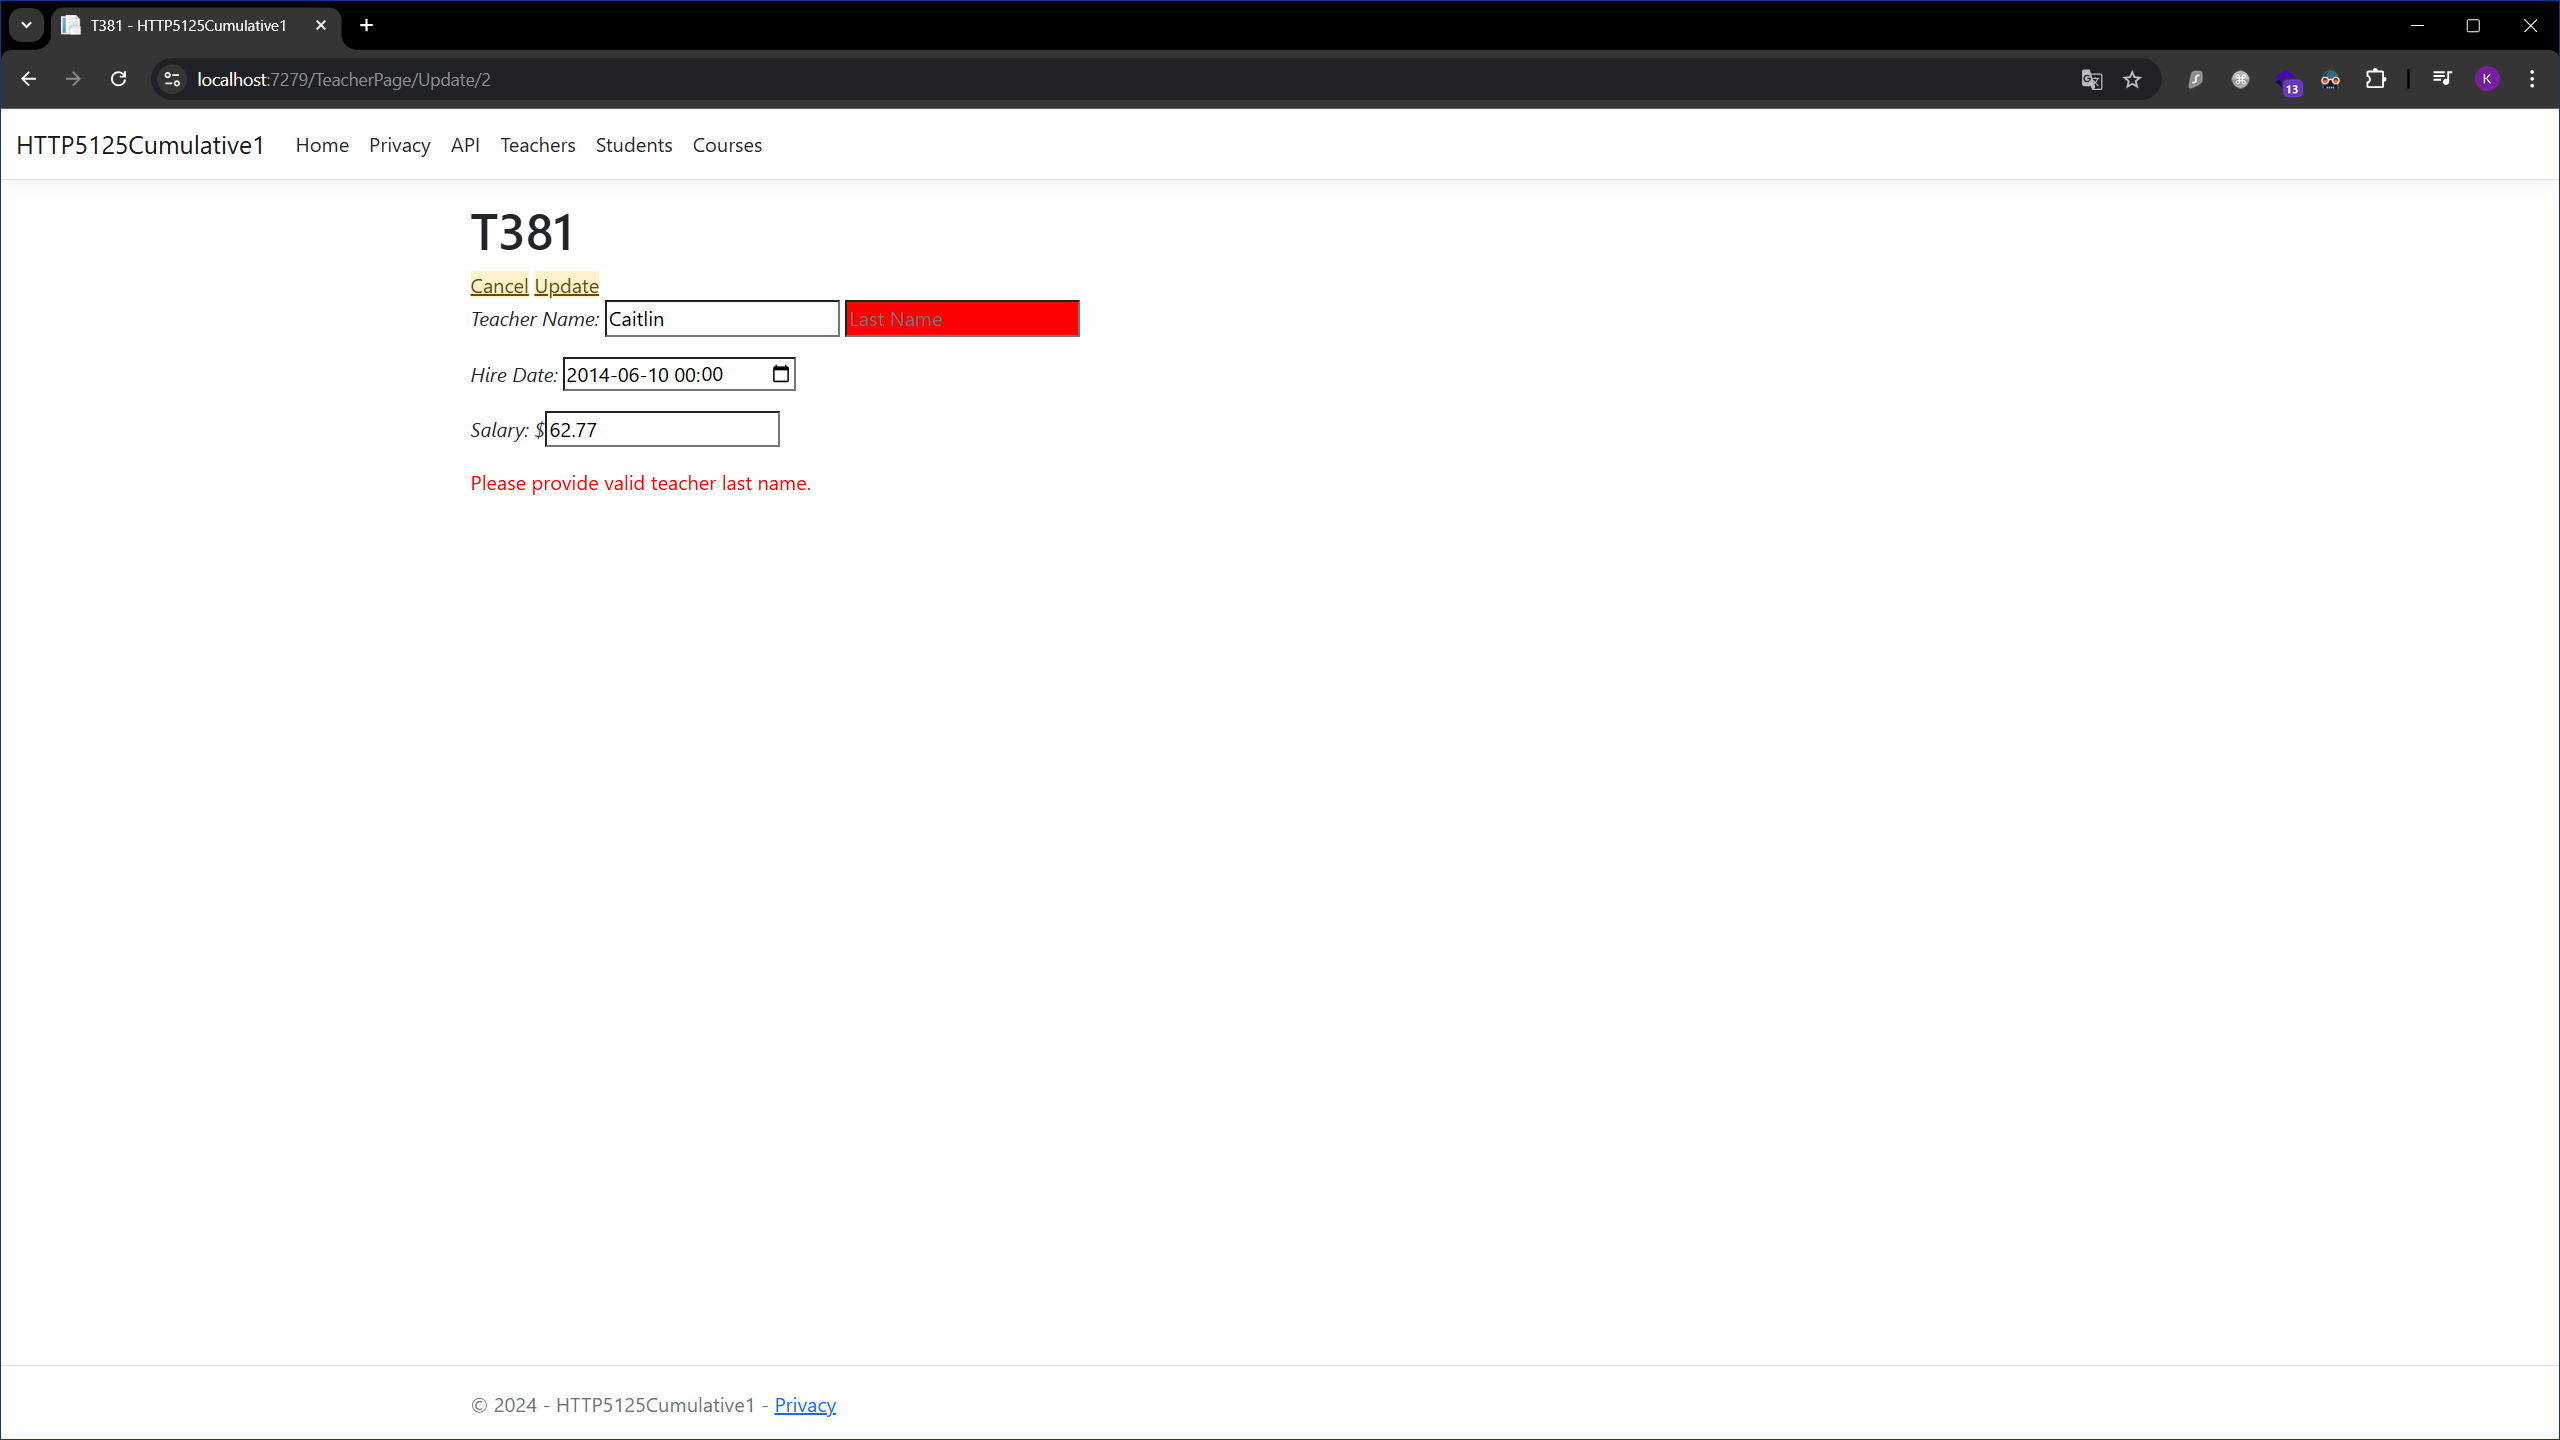 T381 - HTTP5125Cumulative1
localhost:7279/TeacherPage/Update/2
13
K
HTTP5125Cumulative1 Home Privacy API Teachers Students Courses
T381
Cancel Update
Teacher Name: Caitlin Last Name
Hire Date: 2014-06-10 00:00
Salary: $62.77
Please provide valid teacher last name.
© 2024 - HTTP5125Cumulative1 - Privacy